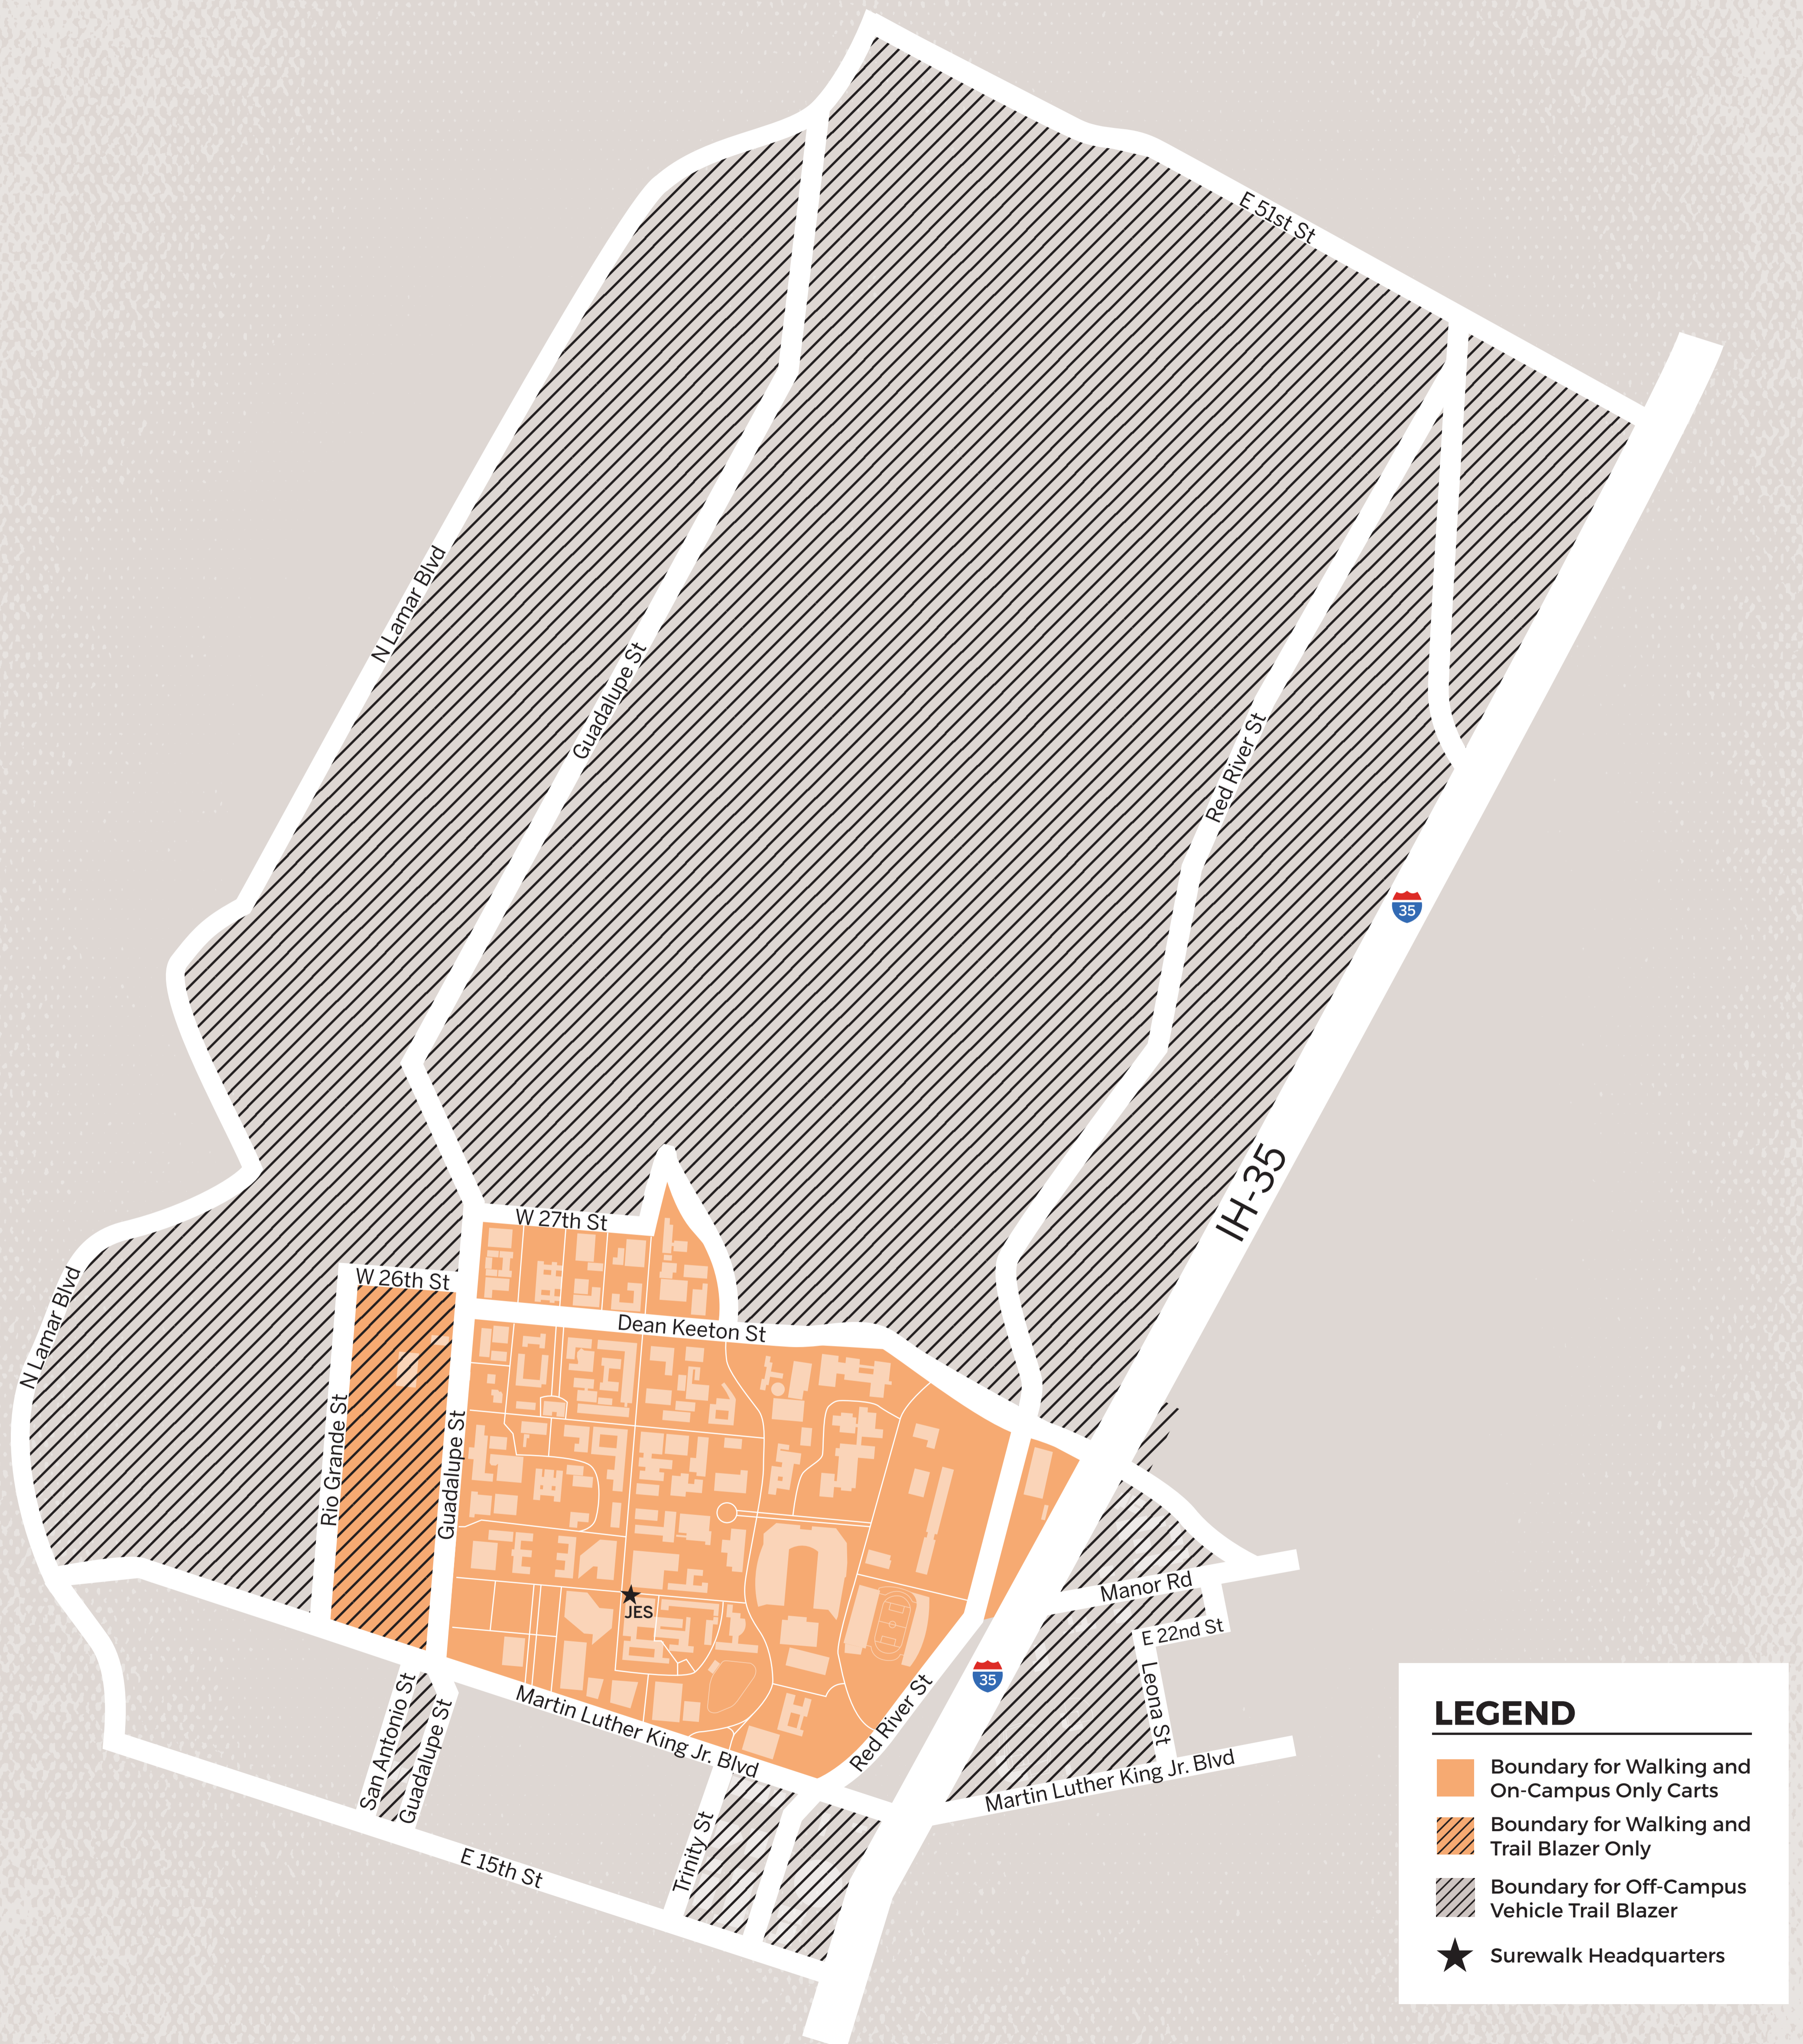 E 51st St
N Lamar Blvd
Guadalupe St
Red River St
35
IH-35
W 27th St
W 26th St
Dean Keeton St
N Lamar Blvd
Rio Grande St
Guadalupe St
JES
Manor Rd
E 22nd St
Leona St
35
Red River St
Martin Luther King Jr. Blvd
Martin Luther King Jr. Blvd
San Antonio St
Guadalupe St
Trinity St
E 15th St
LEGEND
Boundary for Walking and
On-Campus Only Carts
Boundary for Walking and
Trail Blazer Only
Boundary for Off-Campus
Vehicle Trail Blazer
Surewalk Headquarters